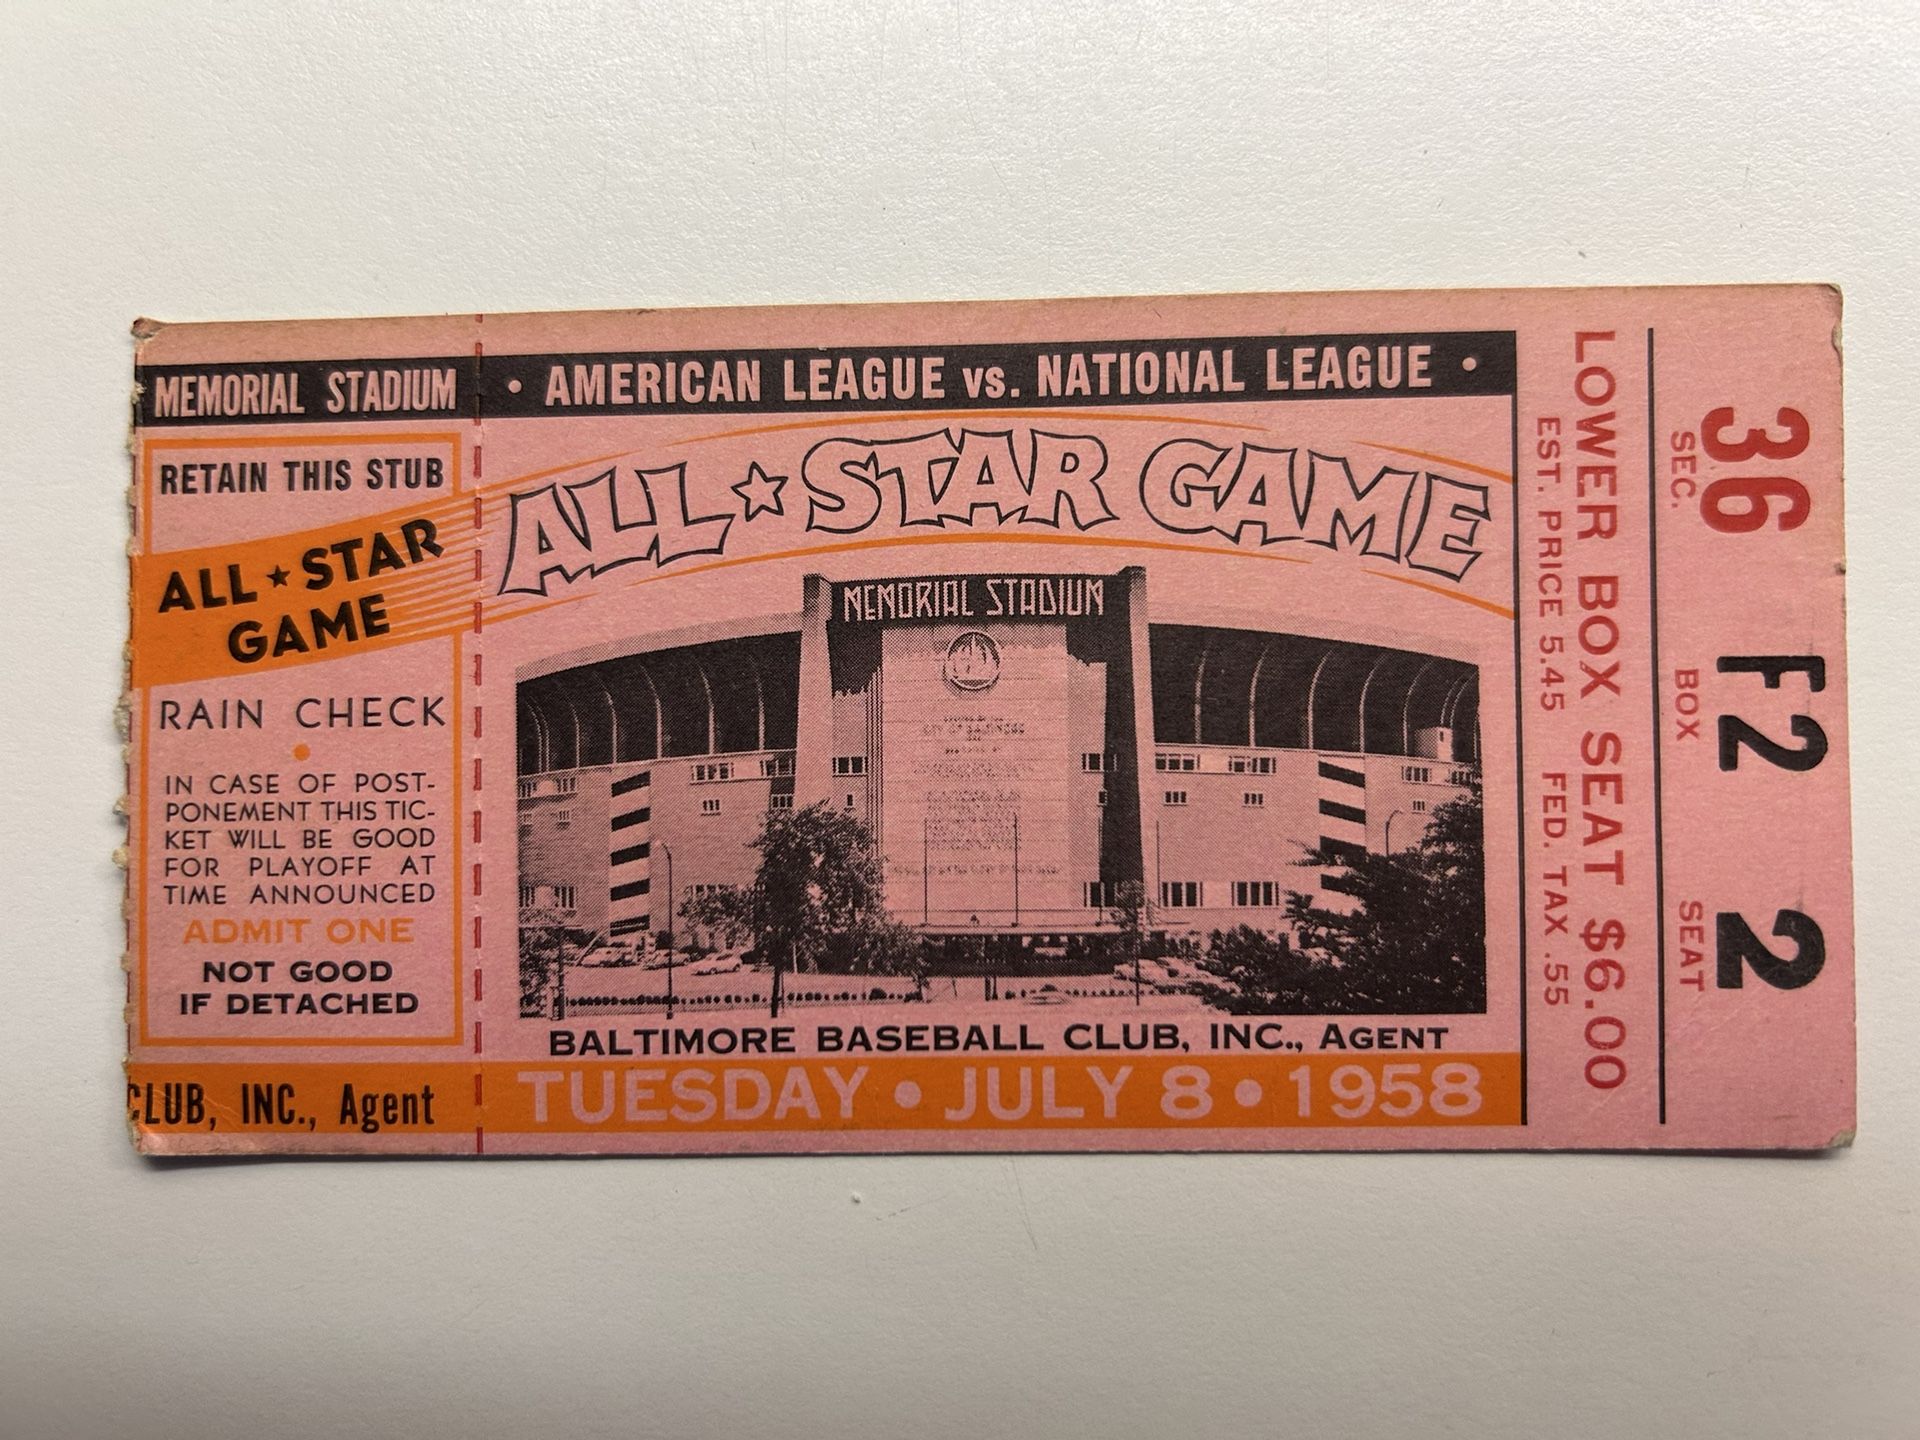 MEMORIAL STADIUM
RETAIN THIS STUB
ALL ★ STAR
GAME
RAIN CHECK
IN CASE OF POST-
PONEMENT THIS TIC-
KET WILL BE GOOD
FOR PLAYOFF AT
TIME ANNOUNCED
ADMIT ONE
NOT GOOD
IF DETACHED
CLUB, INC., Agent
• AMERICAN LEAGUE vs. NATIONAL LEAGUE •
ALL ☆ STAR GAME
MEMORIAL STADIUM
CITY OF BALTIMORE
BALTIMORE BASEBALL CLUB, INC., AGENT
TUESDAY • JULY 8 • 1958
LOWER BOX SEAT $6.00
EST. PRICE 5.45 FED. TAX .55
36 F2 2
SEC. BOX SEAT